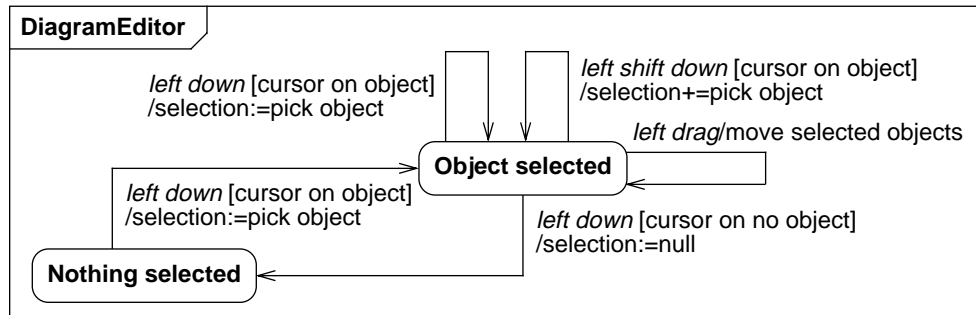 DiagramEditor
left down [cursor on object]
/selection:=pick object
left shift down [cursor on object]
/selection+=pick object
left drag/move selected objects
Object selected
left down [cursor on object]
/selection:=pick object
left down [cursor on no object]
/selection:=null
Nothing selected